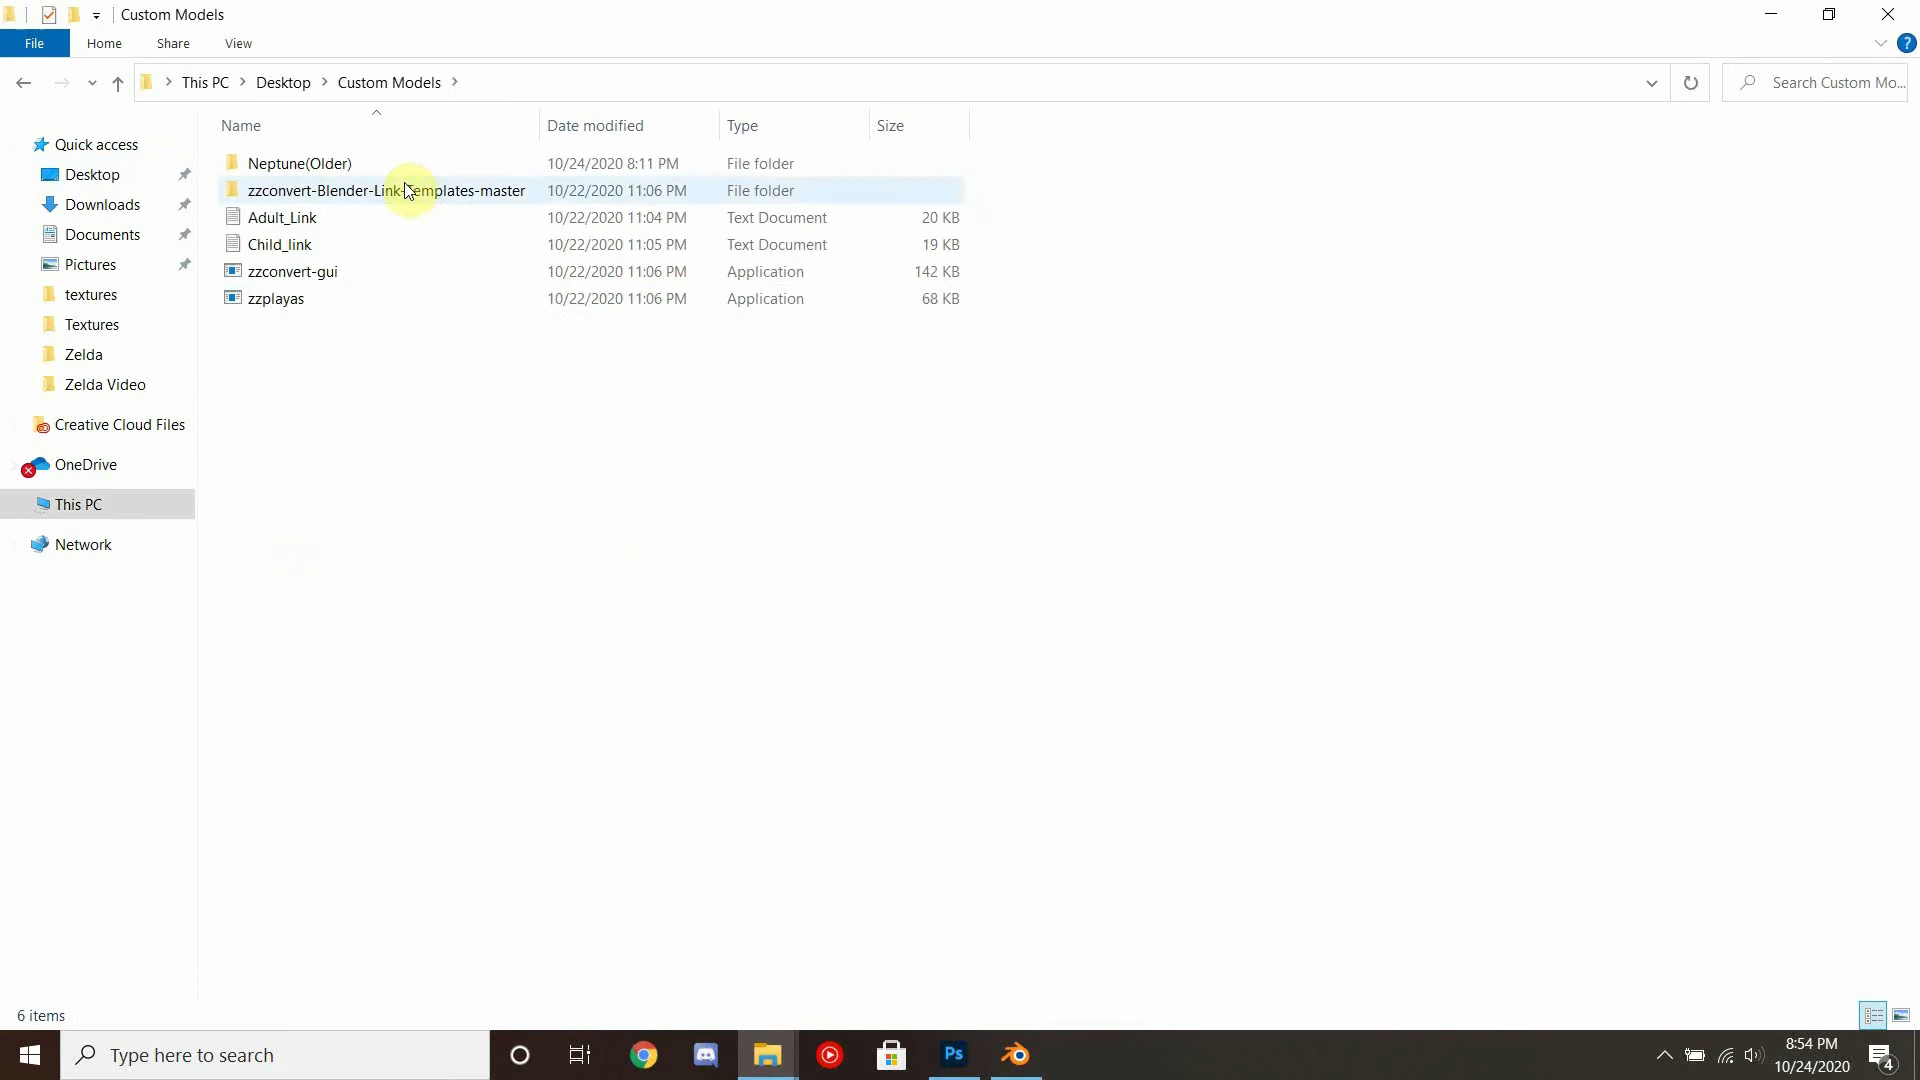 Custom Models
File Home Share View
This PC Desktop Custom Models
Search Custom Mo...
Name Date modified Type Size
Quick access
Desktop
Downloads
Documents
Pictures
textures
Textures
Zelda
Zelda Video
Creative Cloud Files
OneDrive
This PC
Network
Neptune(Older) 10/24/2020 8:11 PM File folder
zzconvert-Blender-Link-Templates-master 10/22/2020 11:06 PM File folder
Adult_Link 10/22/2020 11:04 PM Text Document 20 KB
Child_link 10/22/2020 11:05 PM Text Document 19 KB
zzconvert-gui 10/22/2020 11:06 PM Application 142 KB
zzplayas 10/22/2020 11:06 PM Application 68 KB
6 items
Type here to search
Ps
8:54 PM
10/24/2020
4